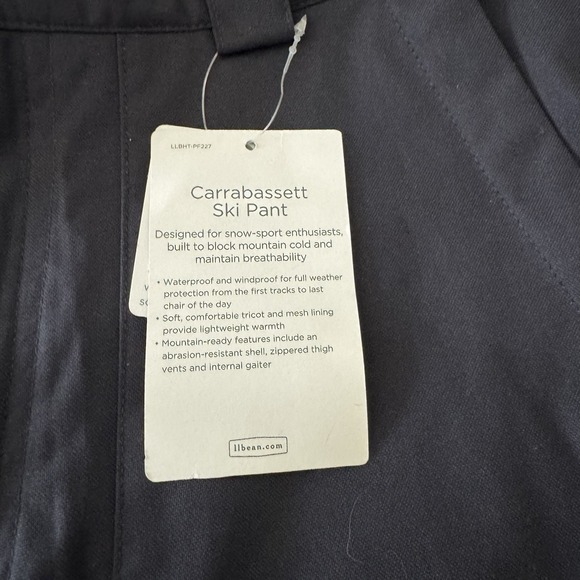 LLBHT-PF227
Carrabassett
Ski Pant
Designed for snow-sport enthusiasts,
built to block mountain cold and
maintain breathability
• Waterproof and windproof for full weather
protection from the first tracks to last
chair of the day
• Soft, comfortable tricot and mesh lining
provide lightweight warmth
• Mountain-ready features include an
abrasion-resistant shell, zippered thigh
vents and internal gaiter
llbean.com